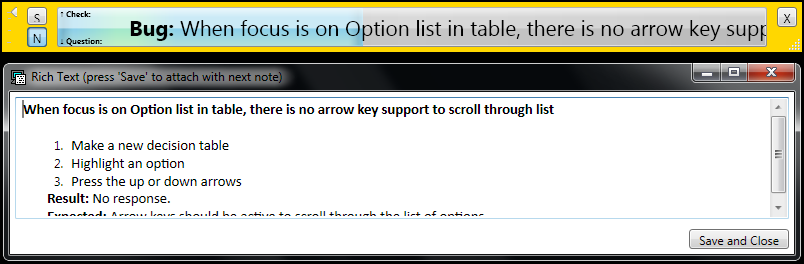 S
↑ Check:
Bug: When focus is on Option list in table, there is no arrow key supp
X
N
↓ Question:
Rich Text (press 'Save' to attach with next note)
When focus is on Option list in table, there is no arrow key support to scroll through list
1. Make a new decision table
2. Highlight an option
3. Press the up or down arrows
Result: No response.
Expected: Arrow keys should be active to scroll through the list of options
Save and Close